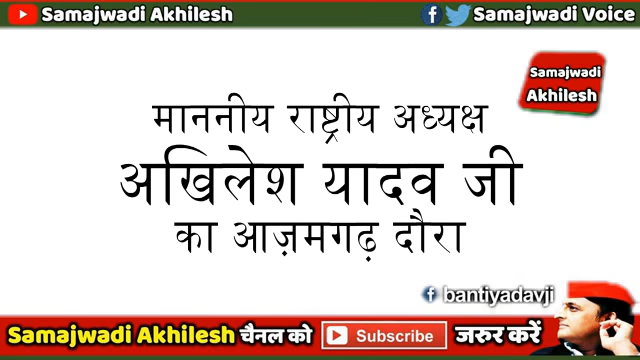 Samajwadi Akhilesh
Samajwadi Voice
Samajwadi
Akhilesh
माननीय राष्ट्रीय अध्यक्ष
अखिलेश यादव जी
का आज़मगढ़ दौरा
bantiyadavji
Samajwadi Akhilesh चैनल को Subscribe जरुर करें